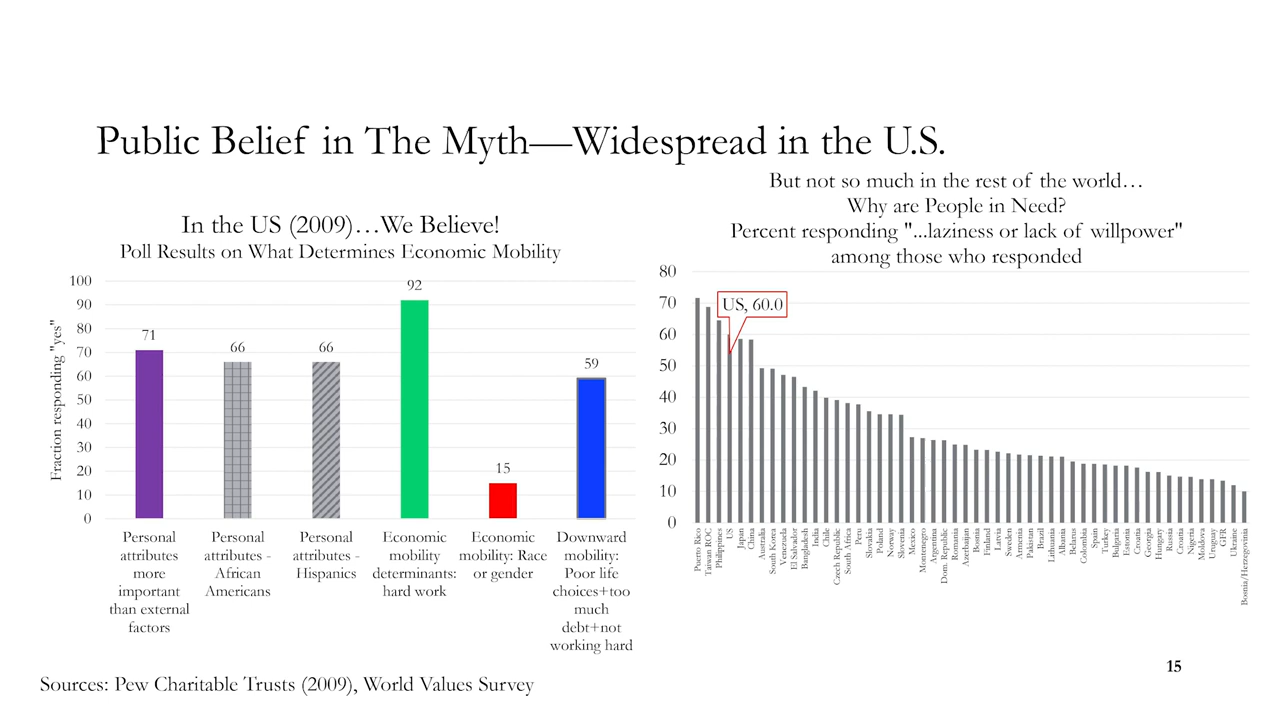 Public Belief in The Myth—Widespread in the U.S.
In the US (2009)…We Believe!
Poll Results on What Determines Economic Mobility
Fraction responding "yes"
100
90
80
70
60
50
40
30
20
10
0
71
66
66
92
15
59
Personal
attributes
more
important
than external
factors
Personal
attributes -
African
Americans
Personal
attributes -
Hispanics
Economic
mobility
determinants:
hard work
Economic
mobility: Race
or gender
Downward
mobility:
Poor life
choices+too
much
debt+not
working hard
But not so much in the rest of the world…
Why are People in Need?
Percent responding "...laziness or lack of willpower"
among those who responded
80
70
60
50
40
30
20
10
0
US, 60.0
Puerto Rico
Taiwan ROC
Philippines
US
Japan
China
Australia
South Korea
Venezuela
El Salvador
Bangladesh
India
Chile
Czech Republic
South Africa
Peru
Slovakia
Poland
Norway
Slovenia
Mexico
Montenegro
Argentina
Dom. Republic
Romania
Azerbaijan
Bosnia
Finland
Latvia
Sweden
Armenia
Pakistan
Brazil
Lithuania
Albania
Belarus
Colombia
Spain
Turkey
Bulgaria
Estonia
Croatia
Georgia
Hungary
Russia
Croatia
Nigeria
Moldova
Uruguay
GFR
Ukraine
Bosnia/Herzegovina
Sources: Pew Charitable Trusts (2009), World Values Survey
15